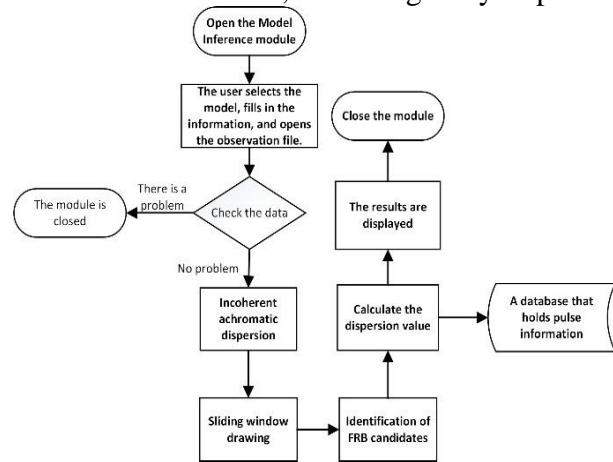 Open the Model
Inference module
The user selects the
model, fills in the
information, and opens
the observation file.
Close the module
There is a
problem
The module is
closed
Check the data
The results are
displayed
No problem
Incoherent
achromatic
dispersion
Calculate the
dispersion value
A database that
holds pulse
information
Sliding window
drawing
Identification of
FRB candidates